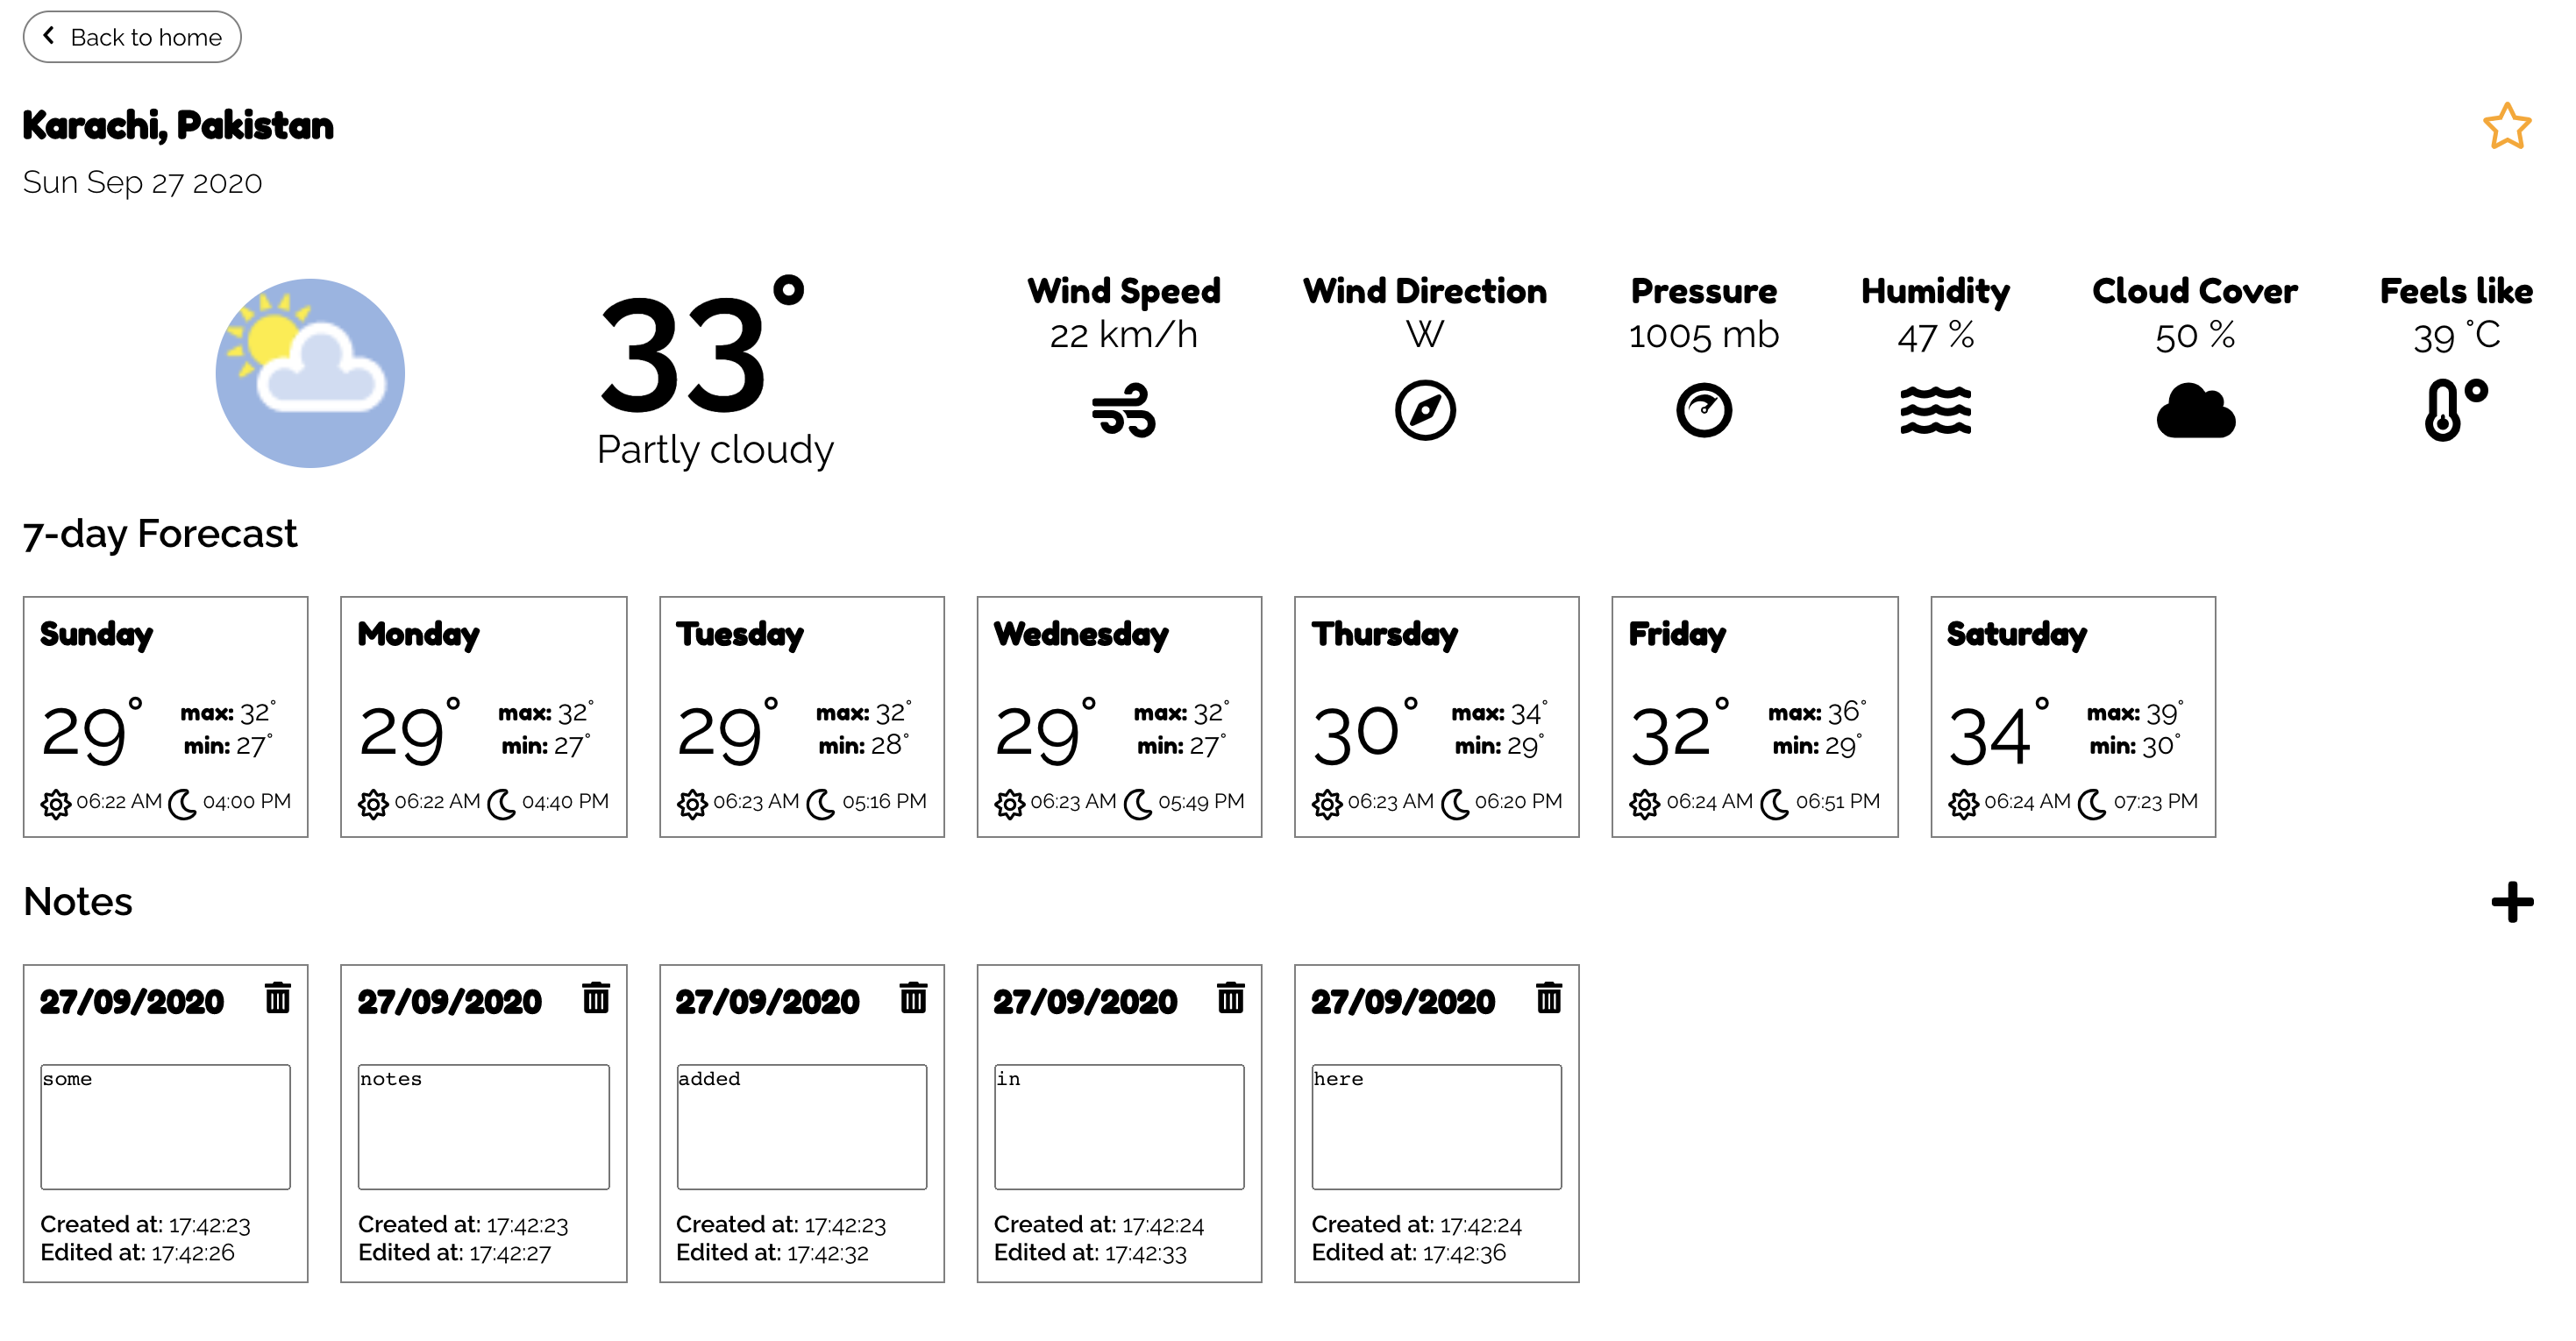 Back to home
Karachi, Pakistan
Sun Sep 27 2020
33°
Partly cloudy
Wind Speed
22 km/h
Wind Direction
W
Pressure
1005 mb
Humidity
47 %
Cloud Cover
50 %
Feels like
39 °C
7-day Forecast
Sunday
29°
max: 32°
min: 27°
06:22 AM 04:00 PM
Monday
29°
max: 32°
min: 27°
06:22 AM 04:40 PM
Tuesday
29°
max: 32°
min: 28°
06:23 AM 05:16 PM
Wednesday
29°
max: 32°
min: 27°
06:23 AM 05:49 PM
Thursday
30°
max: 34°
min: 29°
06:23 AM 06:20 PM
Friday
32°
max: 36°
min: 29°
06:24 AM 06:51 PM
Saturday
34°
max: 39°
min: 30°
06:24 AM 07:23 PM
Notes
27/09/2020
some
Created at: 17:42:23
Edited at: 17:42:26
27/09/2020
notes
Created at: 17:42:23
Edited at: 17:42:27
27/09/2020
added
Created at: 17:42:23
Edited at: 17:42:32
27/09/2020
in
Created at: 17:42:24
Edited at: 17:42:33
27/09/2020
here
Created at: 17:42:24
Edited at: 17:42:36